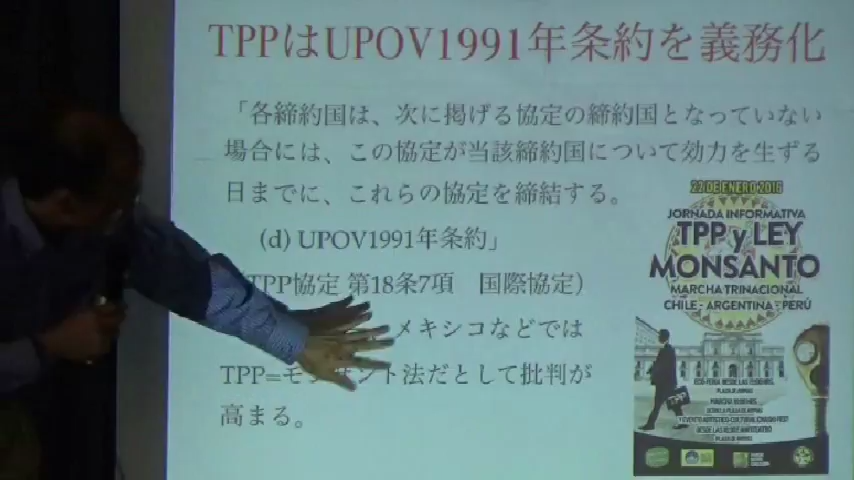 TPPはUPOV1991年条約を義務化
「各締約国は、次に掲げる協定の締約国となっていない
場合には、この協定が当該締約国について効力を生ずる
日までに、これらの協定を締結する。
(d) UPOV1991年条約」
TPP協定 第18条7項 国際協定）
メキシコなどでは
TPP=モンサント法だとして批判が
高まる。
22 DE ENERO 2016
JORNADA INFORMATIVA
TPP y LEY
MONSANTO
MARCHA TRINACIONAL
CHILE - ARGENTINA - PERÚ
TPP